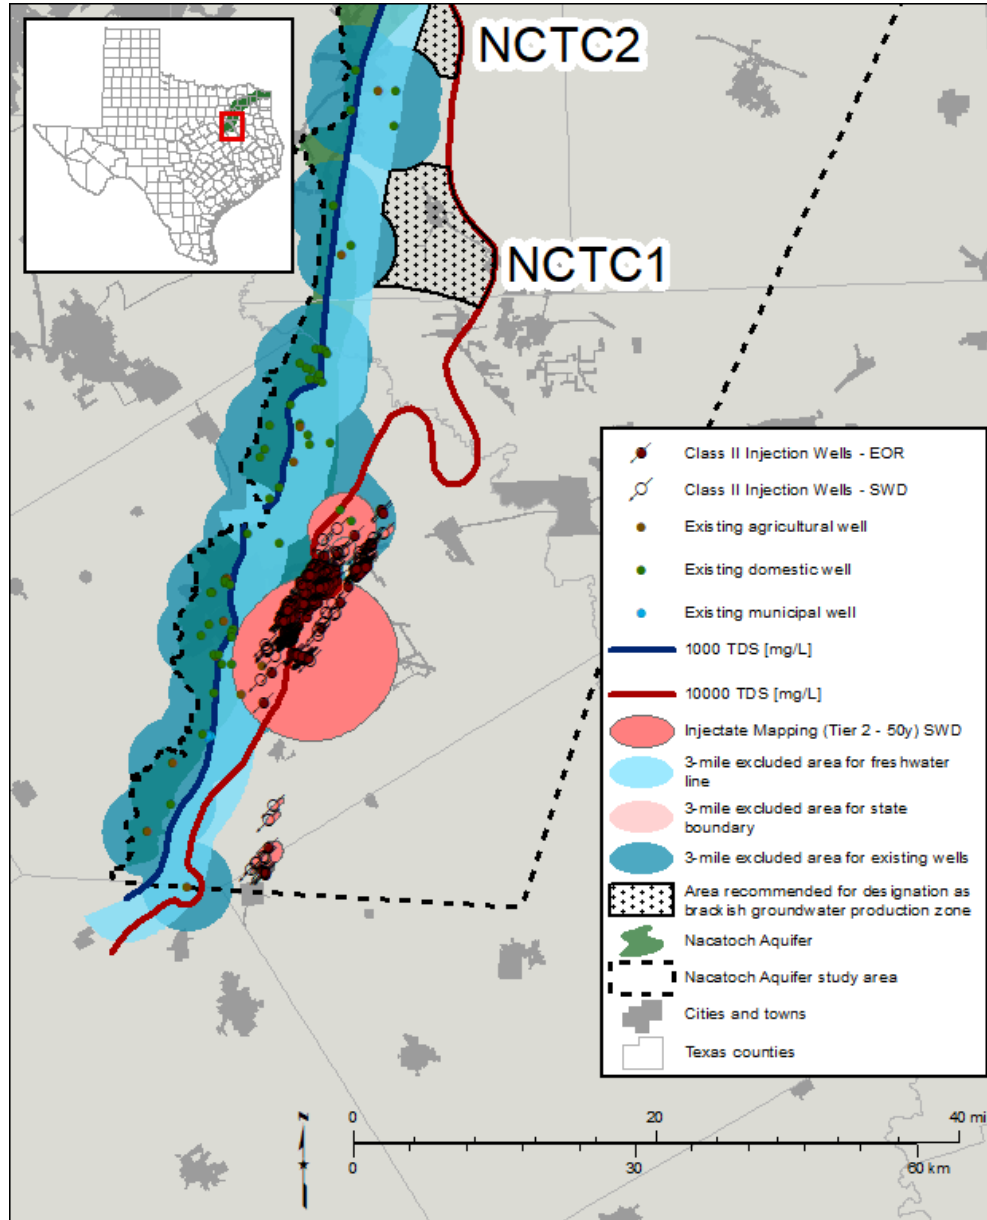 NCTC2
NCTC1
Class II Injection Wells - EOR
Class II Injection Wells - SWD
Existing agricultural well
Existing domestic well
Existing municipal well
1000 TDS [mg/L]
10000 TDS [mg/L]
Injectate Mapping (Tier 2 - 50y) SWD
3-mile excluded area for freshwater
line
3-mile excluded area for state
boundary
3-mile excluded area for existing wells
Area recommended for designation as
brackish groundwater production zone
Nacatoch Aquifer
Nacatoch Aquifer study area
Cities and towns
Texas counties
N
0 20 40 mi
0 30 60 km